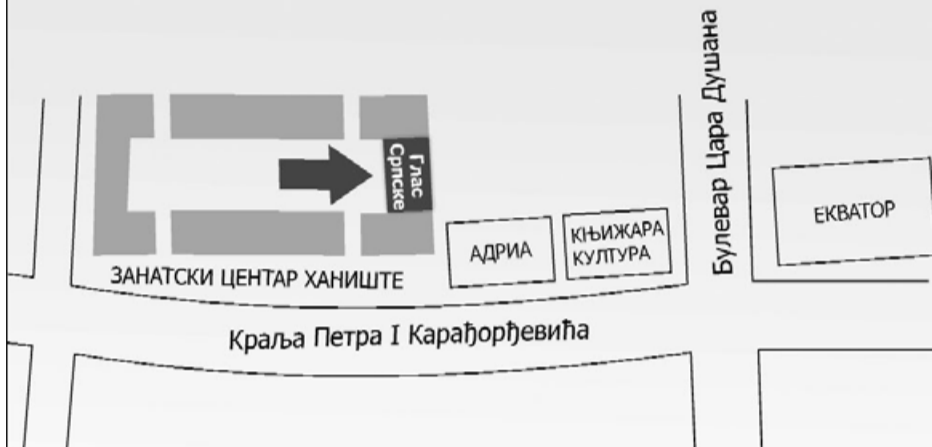 Глас
Српске
Булевар Цара Душана
АДРИА
КЊИЖАРА
КУЛТУРА
ЕКВАТОР
ЗАНАТСКИ ЦЕНТАР ХАНИШТЕ
Краља Петра I Карађорђевића